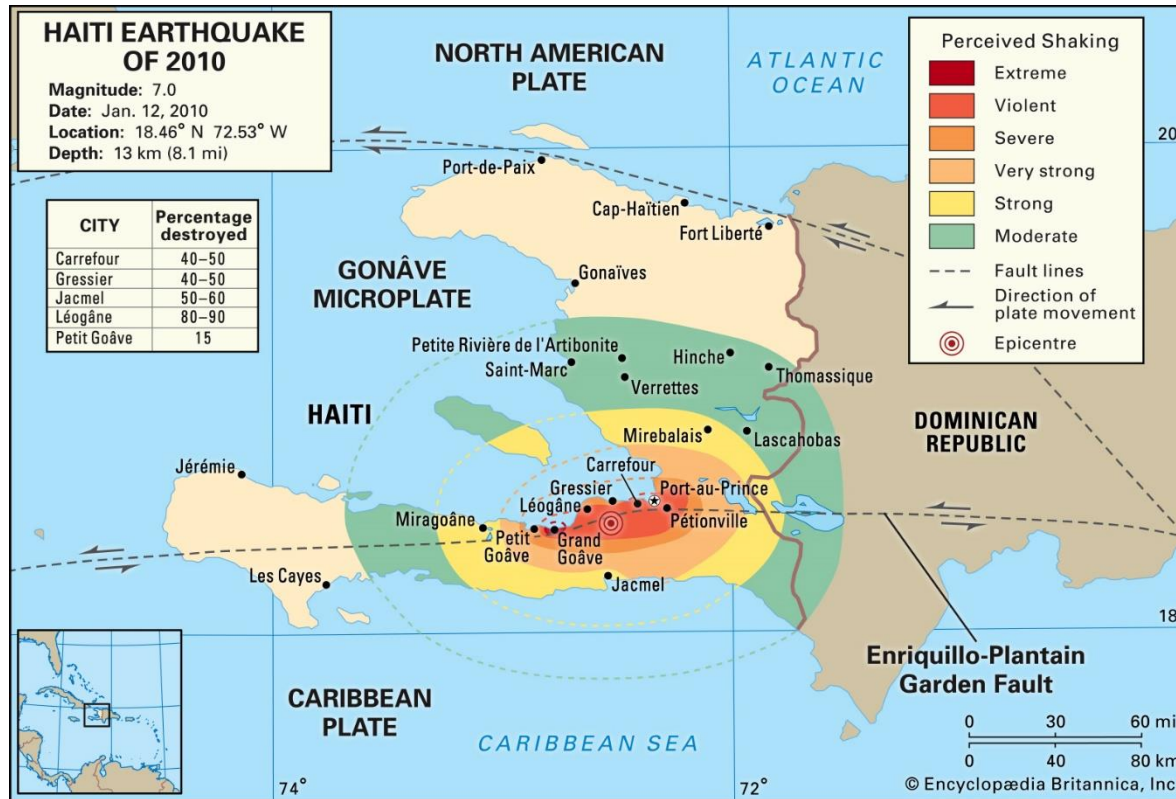 HAITI EARTHQUAKE
OF 2010
Magnitude: 7.0
Date: Jan. 12, 2010
Location: 18.46° N 72.53° W
Depth: 13 km (8.1 mi)
CITY Percentage
destroyed
Carrefour 40–50
Gressier 40–50
Jacmel 50–60
Léogâne 80–90
Petit Goâve 15
NORTH AMERICAN
PLATE
ATLANTIC
OCEAN
Perceived Shaking
Extreme
Violent
Severe
Very strong
Strong
Moderate
Fault lines
Direction of
plate movement
Epicentre
20
Port-de-Paix
Cap-Haïtien
Fort Liberté
GONÂVE
MICROPLATE
Gonaïves
Petite Rivière de l'Artibonite
Saint-Marc
Verrettes
Hinche
Thomassique
HAITI
DOMINICAN
REPUBLIC
Mirebalais
Lascahobas
Jérémie
Carrefour
Gressier
Port-au-Prince
Léogâne
Miragoâne
Pétionville
Petit
Goâve
Grand
Goâve
Les Cayes
Jacmel
18
Enriquillo-Plantain
Garden Fault
CARIBBEAN
PLATE
CARIBBEAN SEA
74°
72°
0 30 60 mi
0 40 80 km
© Encyclopædia Britannica, Inc